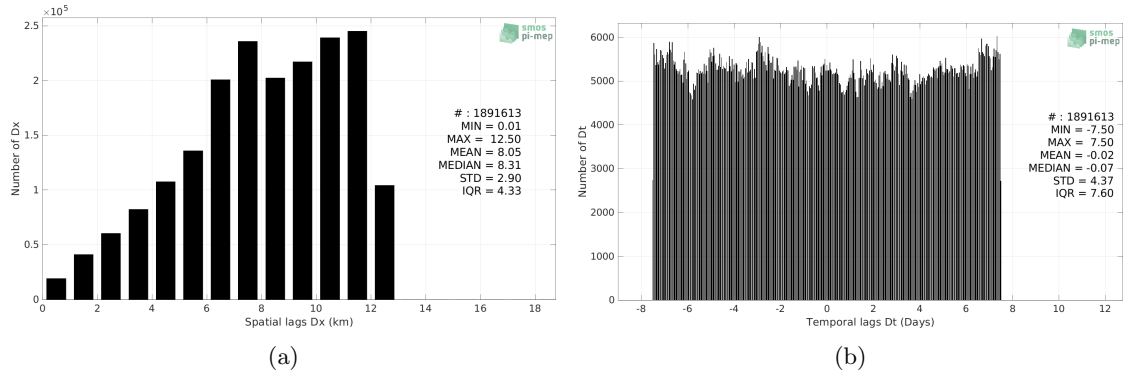 ×10⁵
2.5
2
1.5
1
0.5
0
Number of Dx
smos
pi-mep
# : 1891613
MIN = 0.01
MAX = 12.50
MEAN = 8.05
MEDIAN = 8.31
STD = 2.90
IQR = 4.33
0 2 4 6 8 10 12 14 16 18
Spatial lags Dx (km)
(a)
6000
5000
4000
3000
2000
1000
0
Number of Dt
smos
pi-mep
# : 1891613
MIN = -7.50
MAX = 7.50
MEAN = -0.02
MEDIAN = -0.07
STD = 4.37
IQR = 7.60
-8 -6 -4 -2 0 2 4 6 8 10 12
Temporal lags Dt (Days)
(b)